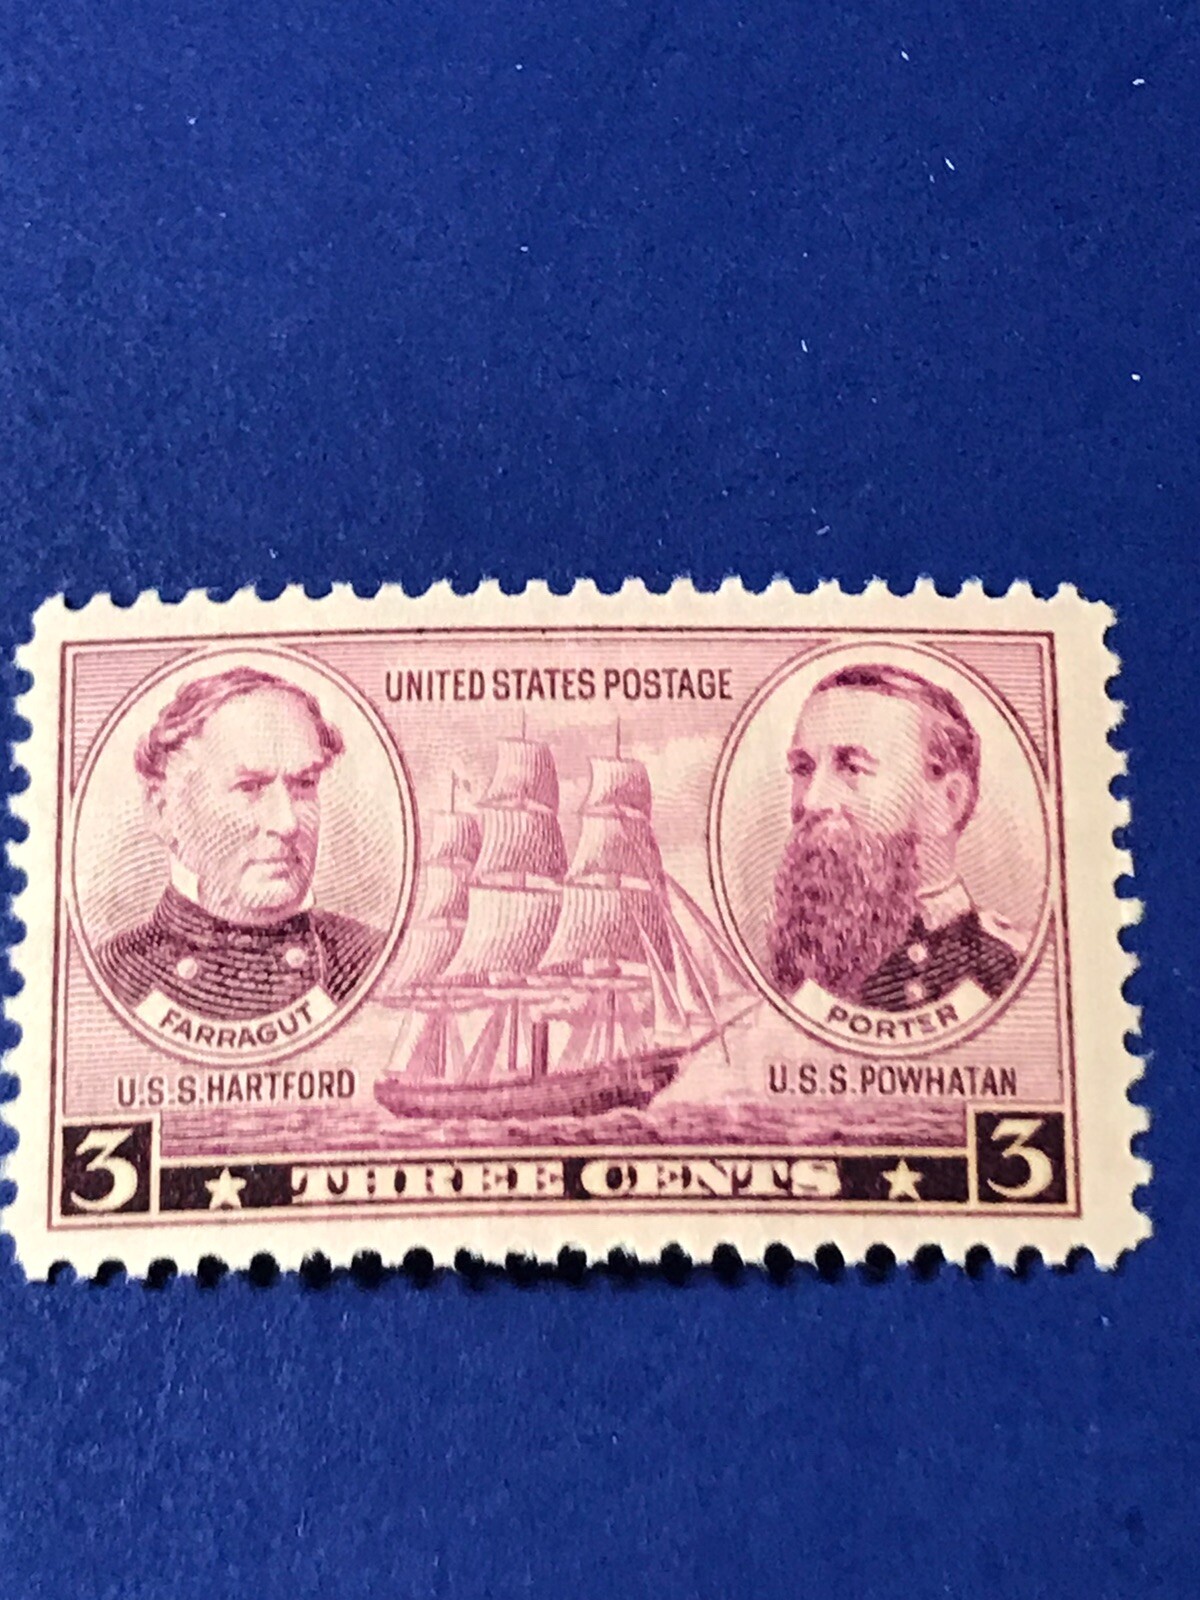 UNITED STATES POSTAGE
FARRAGUT
PORTER
U.S.S.HARTFORD
U.S.S.POWHATAN
3 THREE CENTS 3